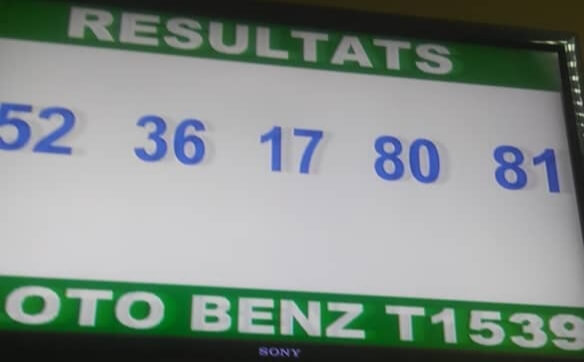 RESULTATS
52 36 17 80 81
OTO BENZ T1539
SONY